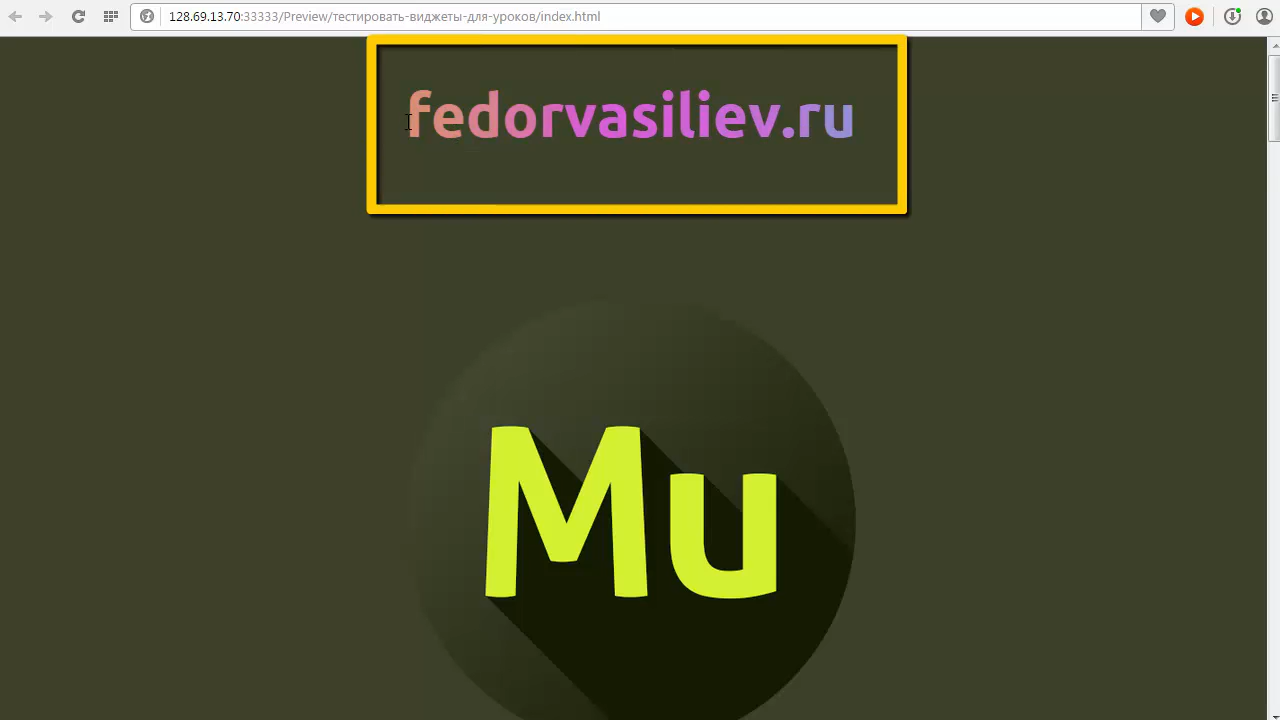 128.69.13.70:33333/Preview/тестировать-виджеты-для-уроков/index.html
fedorvasiliev.ru
Mu